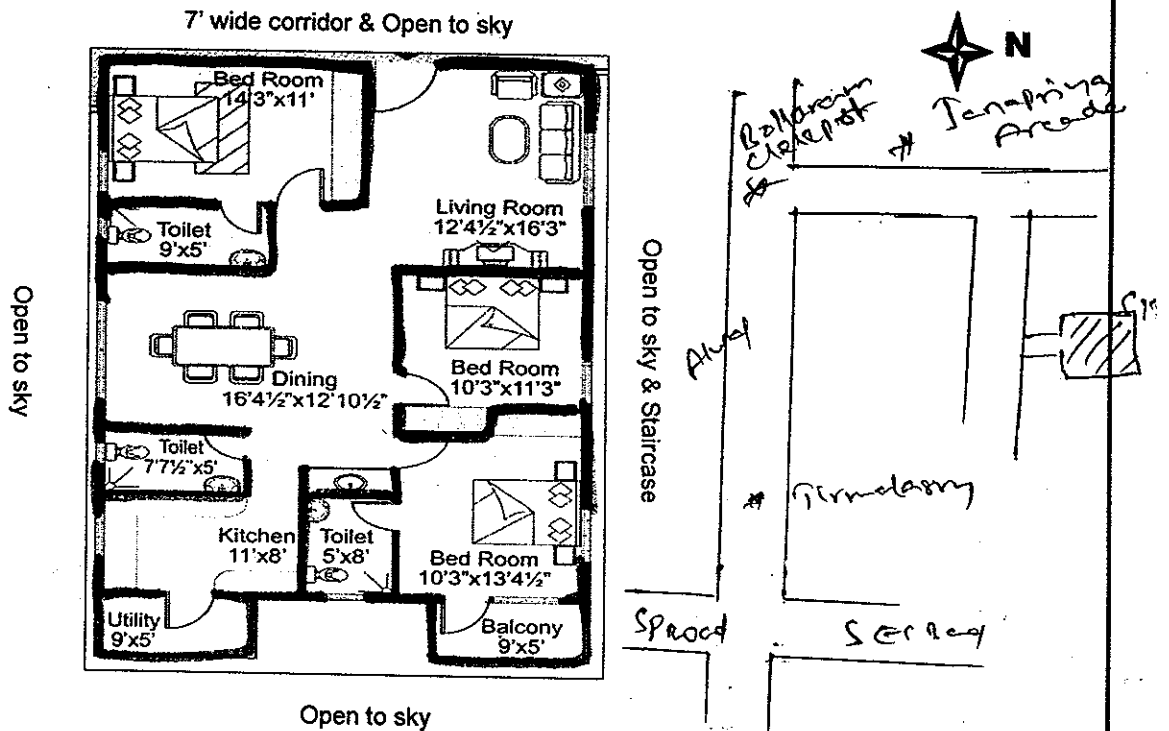 7' wide corridor & Open to sky
N
Bed Room
14'3"x11'
Toilet
9'x5'
Living Room
12'4½"x16'3"
Open to sky
Dining
16'4½"x12'10½"
Bed Room
10'3"x11'3"
Open to sky & Staircase
Toilet
7'7½"x5'
Kitchen
11'x8'
Toilet
5'x8'
Bed Room
10'3"x13'4½"
Utility
9'x5'
Balcony
9'x5'
Open to sky
Arcade
Alwal
SP Road